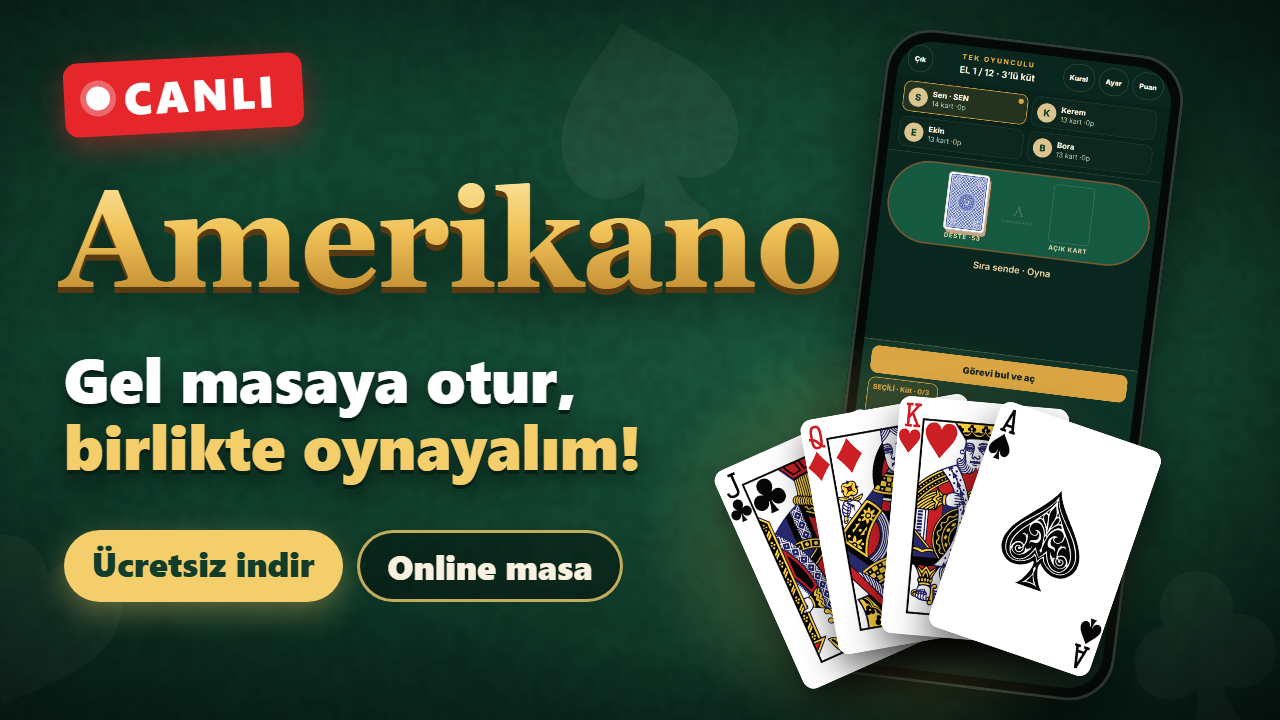 CANLI
Amerikano
Gel masaya otur,
birlikte oynayalım!
Ücretsiz indir
Online masa
Çık
TEK OYUNCULU
EL 1 / 12 · 3'lü küt
Kural
Ayar
Puan
S
Sen · SEN
14 kart ·0p
K
Kerem
13 kart ·0p
E
Ekin
13 kart ·0p
B
Bora
13 kart ·0p
A
DESTE ·53
AÇIK KART
Sıra sende · Oyna
Görevi bul ve aç
SEÇİLİ · Küt · 0/3
J
Q
K
A
A